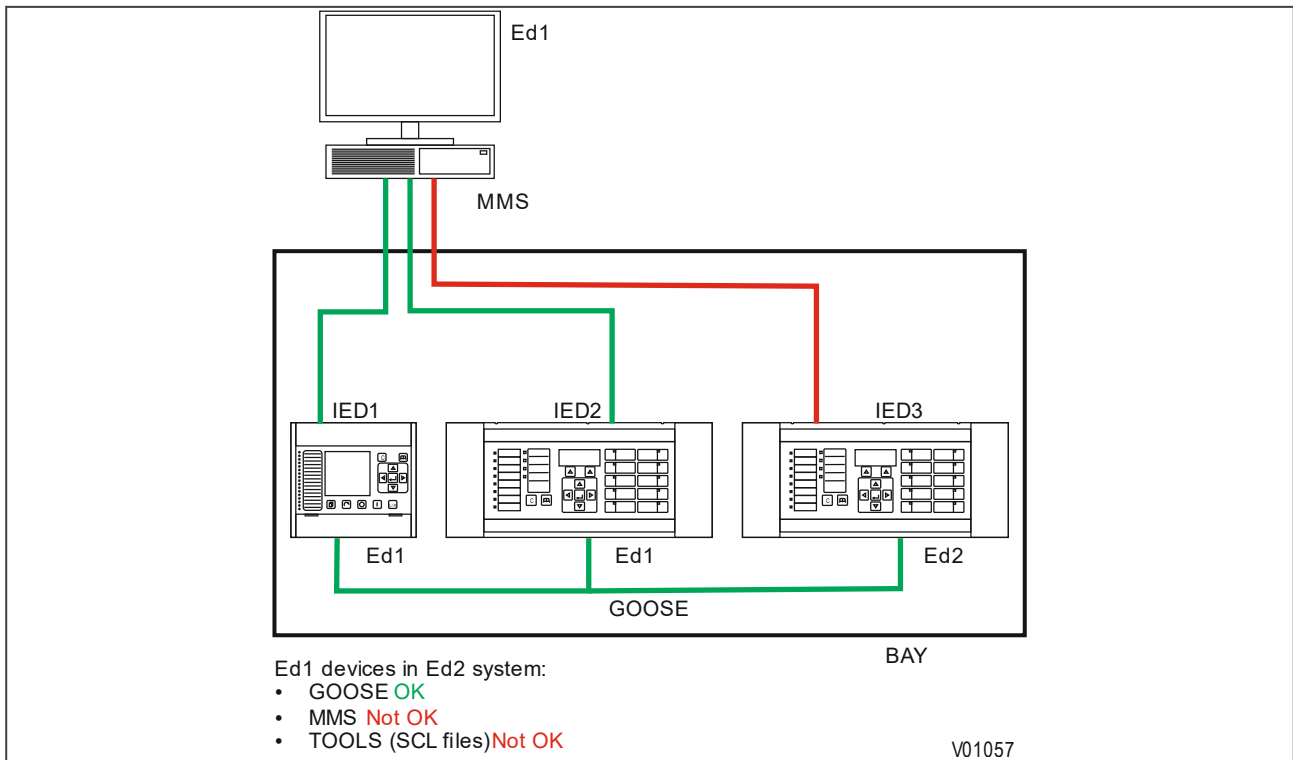 Ed1
MMS
IED1
IED2
IED3
Ed1
Ed1
Ed2
GOOSE
BAY
Ed1 devices in Ed2 system:
• GOOSE OK
• MMS Not OK
• TOOLS (SCL files)Not OK
V01057